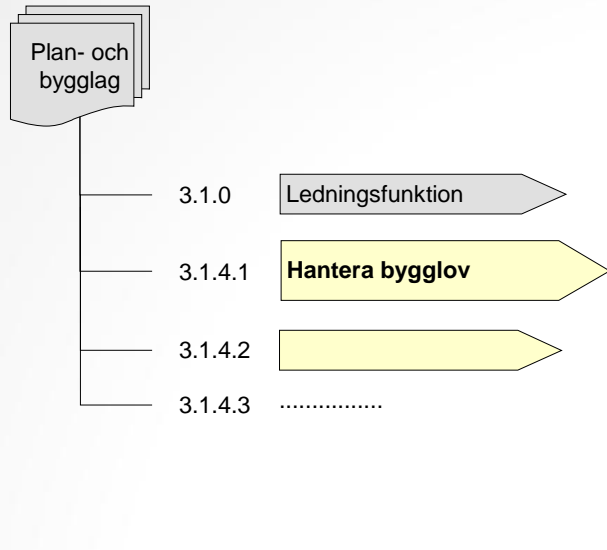 Plan- och
bygglag
3.1.0 Ledningsfunktion
3.1.4.1 Hantera bygglov
3.1.4.2
3.1.4.3 ................